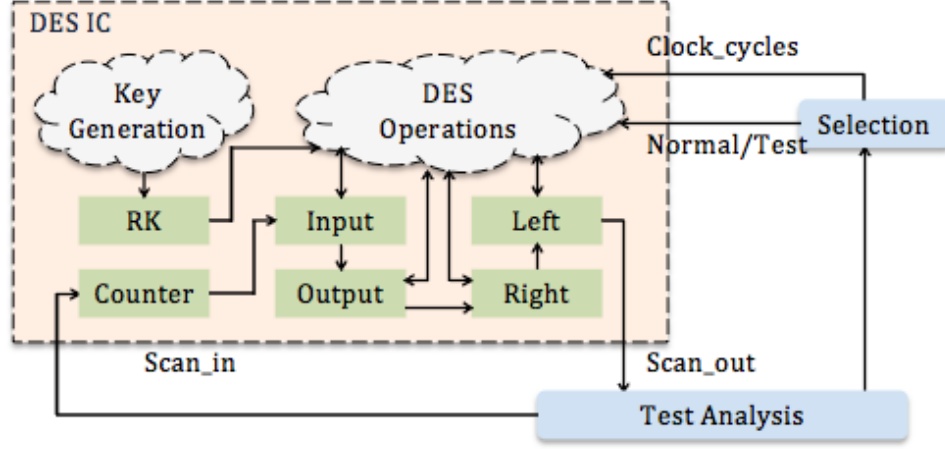 DES IC
Clock_cycles
Key
Generation
DES
Operations
Selection
Normal/Test
RK
Input
Left
Counter
Output
Right
Scan_in
Scan_out
Test Analysis